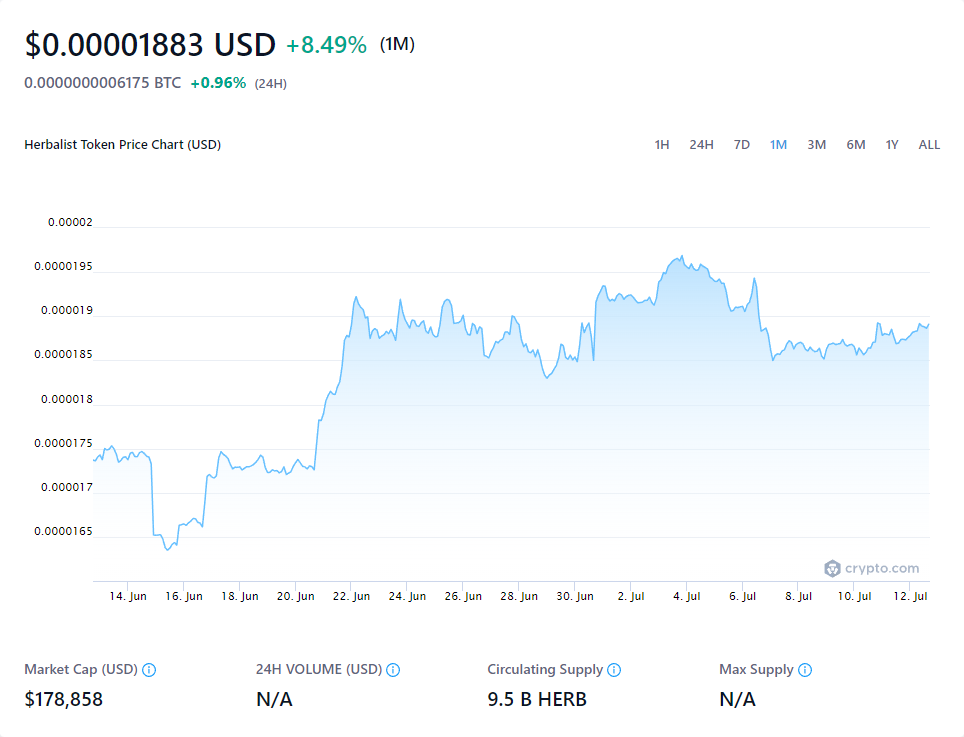 $0.00001883 USD +8.49% (1M)
0.0000000006175 BTC +0.96% (24H)
Herbalist Token Price Chart (USD) 1H 24H 7D 1M 3M 6M 1Y ALL
0.00002
0.0000195
0.000019
0.0000185
0.000018
0.0000175
0.000017
0.0000165
crypto.com
14. Jun 16. Jun 18. Jun 20. Jun 22. Jun 24. Jun 26. Jun 28. Jun 30. Jun 2. Jul 4. Jul 6. Jul 8. Jul 10. Jul 12. Jul
Market Cap (USD) 24H VOLUME (USD) Circulating Supply Max Supply
$178,858 N/A 9.5 B HERB N/A